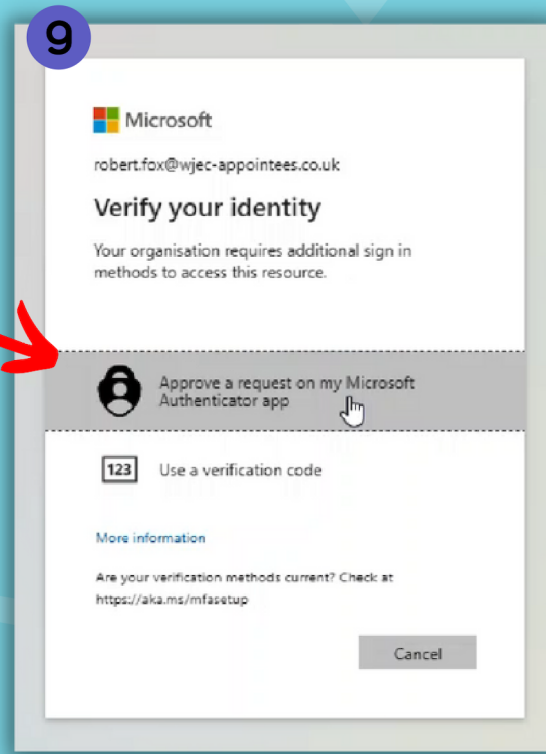 9
Microsoft
robert.fox@wjec-appointees.co.uk
Verify your identity
Your organisation requires additional sign in
methods to access this resource.
Approve a request on my Microsoft
Authenticator app
123 Use a verification code
More information
Are your verification methods current? Check at
https://aka.ms/mfasetup
Cancel